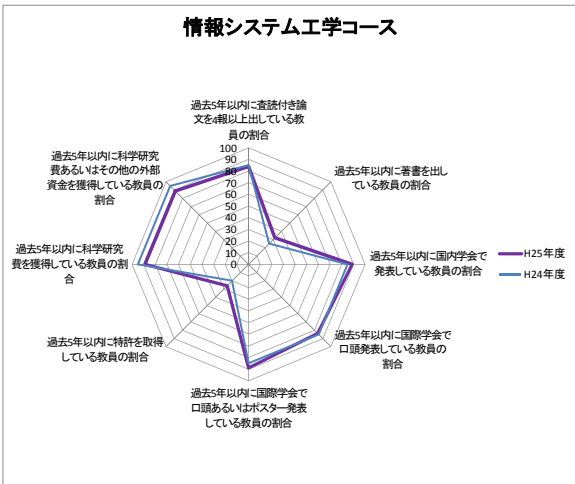 情報システム工学コース
過去5年以内に査読付き論
文を4報以上出している教
員の割合
100
90
80
70
60
50
40
30
20
10
0
過去5年以内に著書を出し
ている教員の割合
過去5年以内に国内学会で
発表している教員の割合
過去5年以内に国際学会で
口頭発表している教員の
割合
過去5年以内に国際学会で
口頭あるいはポスター発表
している教員の割合
過去5年以内に特許を取得
している教員の割合
過去5年以内に科学研究
費を獲得している教員の割
合
過去5年以内に科学研究
費あるいはその他の外部
資金を獲得している教員の
割合
H25年度
H24年度